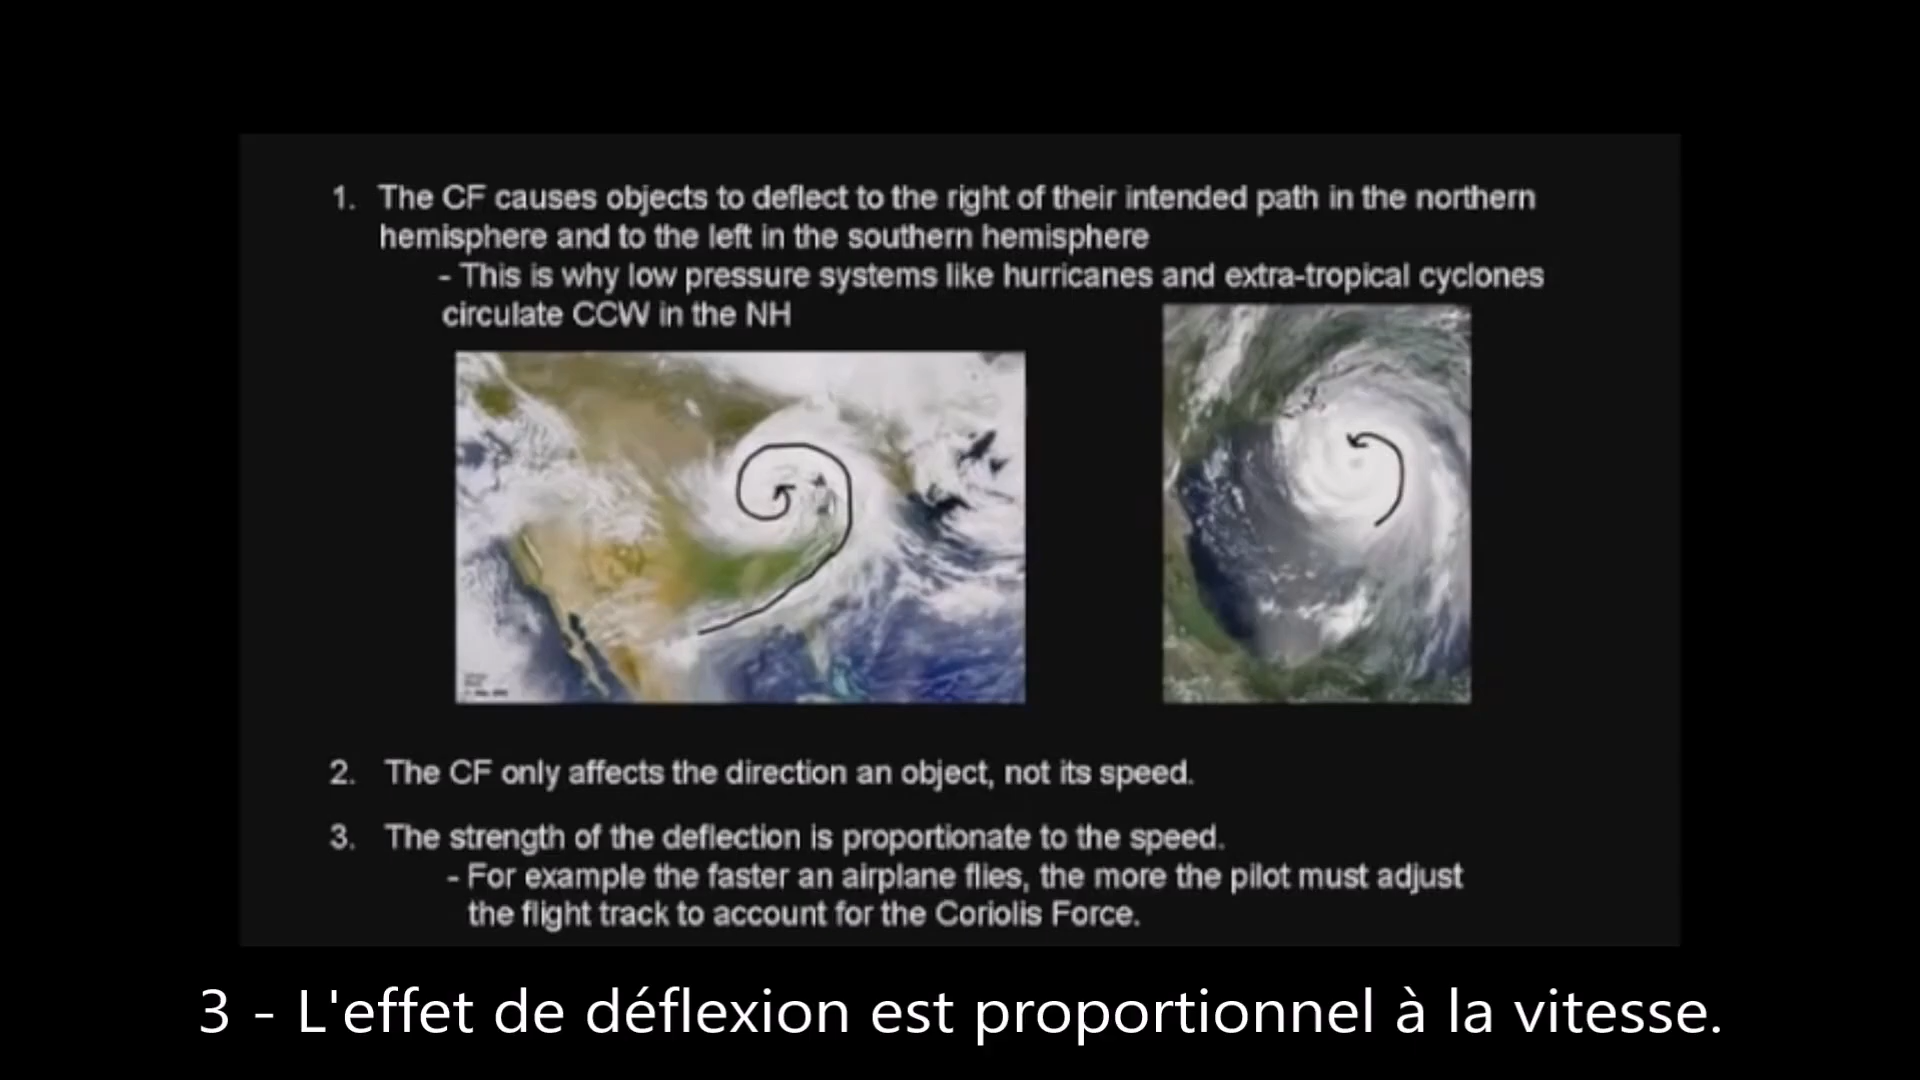 1. The CF causes objects to deflect to the right of their intended path in the northern
hemisphere and to the left in the southern hemisphere
- This is why low pressure systems like hurricanes and extra-tropical cyclones
circulate CCW in the NH
2. The CF only affects the direction an object, not its speed.
3. The strength of the deflection is proportionate to the speed.
- For example the faster an airplane flies, the more the pilot must adjust
the flight track to account for the Coriolis Force.
3 - L'effet de déflexion est proportionnel à la vitesse.